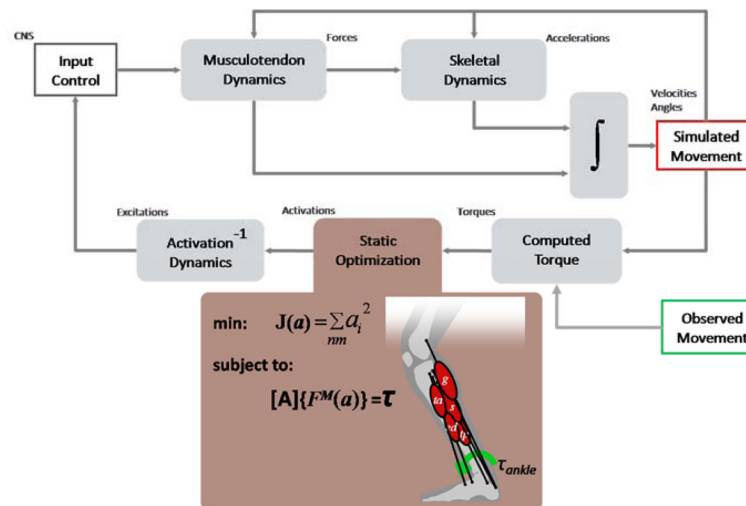 CNS
Input
Control
Musculotendon
Dynamics
Forces
Skeletal
Dynamics
Accelerations
∫
Velocities
Angles
Simulated
Movement
Excitations
Activation⁻¹
Dynamics
Activations
Static
Optimization
Torques
Computed
Torque
Observed
Movement
min: J(a) = ∑ aᵢ²
nm
subject to:
[A]{Fᴹ(a)} = τ
g
ta
s
τankle